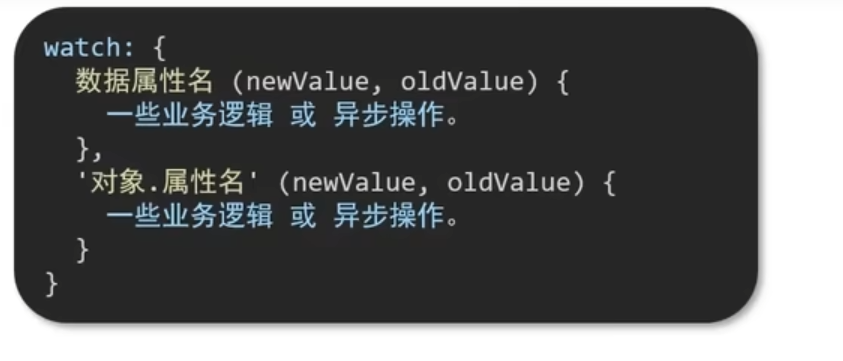 watch: {
数据属性名 (newValue, oldValue) {
一些业务逻辑 或 异步操作。
},
'对象.属性名' (newValue, oldValue) {
一些业务逻辑 或 异步操作。
}
}